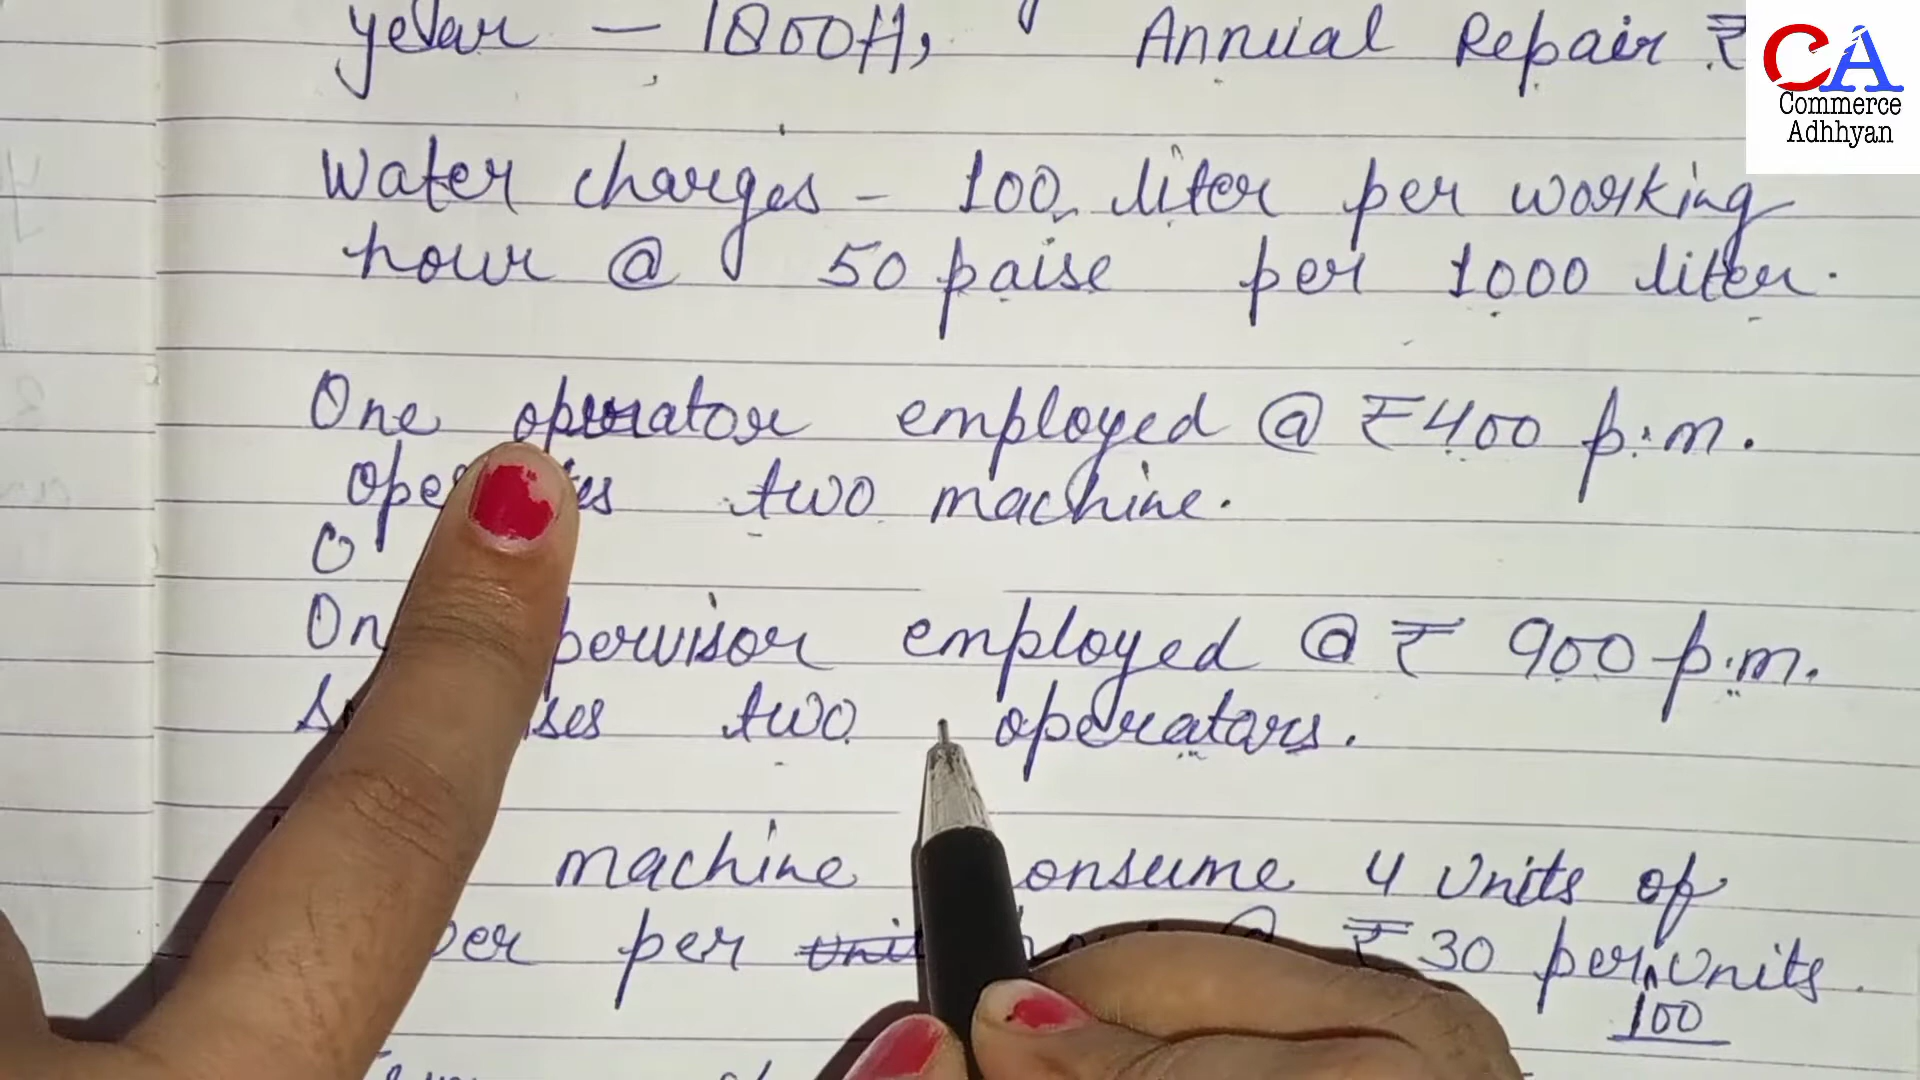 year - 1800H, Annual Repair ₹
Water charges - 100 liter per working
hour @ 50 paise per 1000 liter.
One operator employed @ ₹400 p.m.
two machine.
O
employed @ ₹ 900 p.m.
two operators.
machine 4 units of
per ₹30 per units.
100
CA
Commerce
Adhhyan